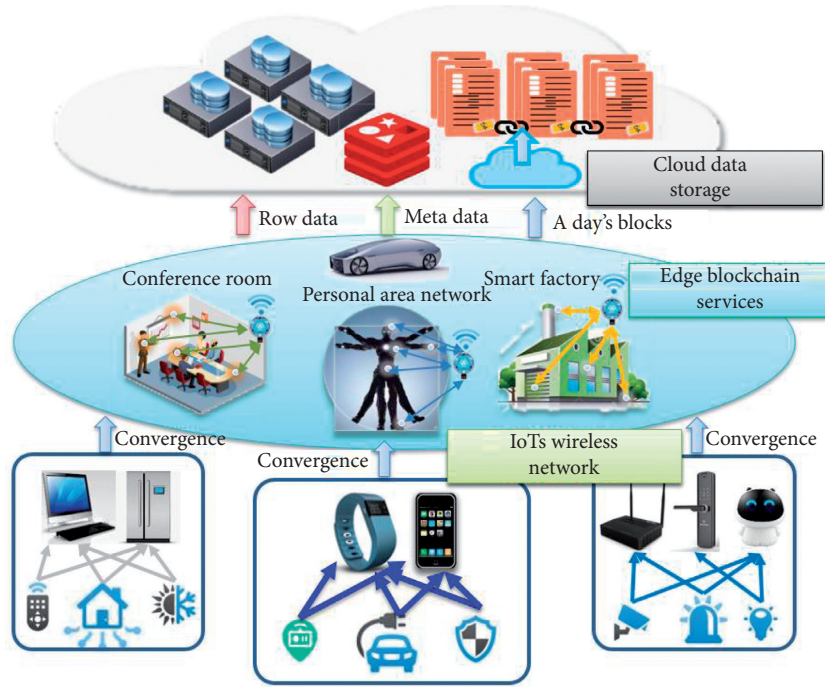 Cloud data
storage
Row data
Meta data
A day's blocks
Conference room
Personal area network
Smart factory
Edge blockchain
services
Convergence
Convergence
IoTs wireless
network
Convergence